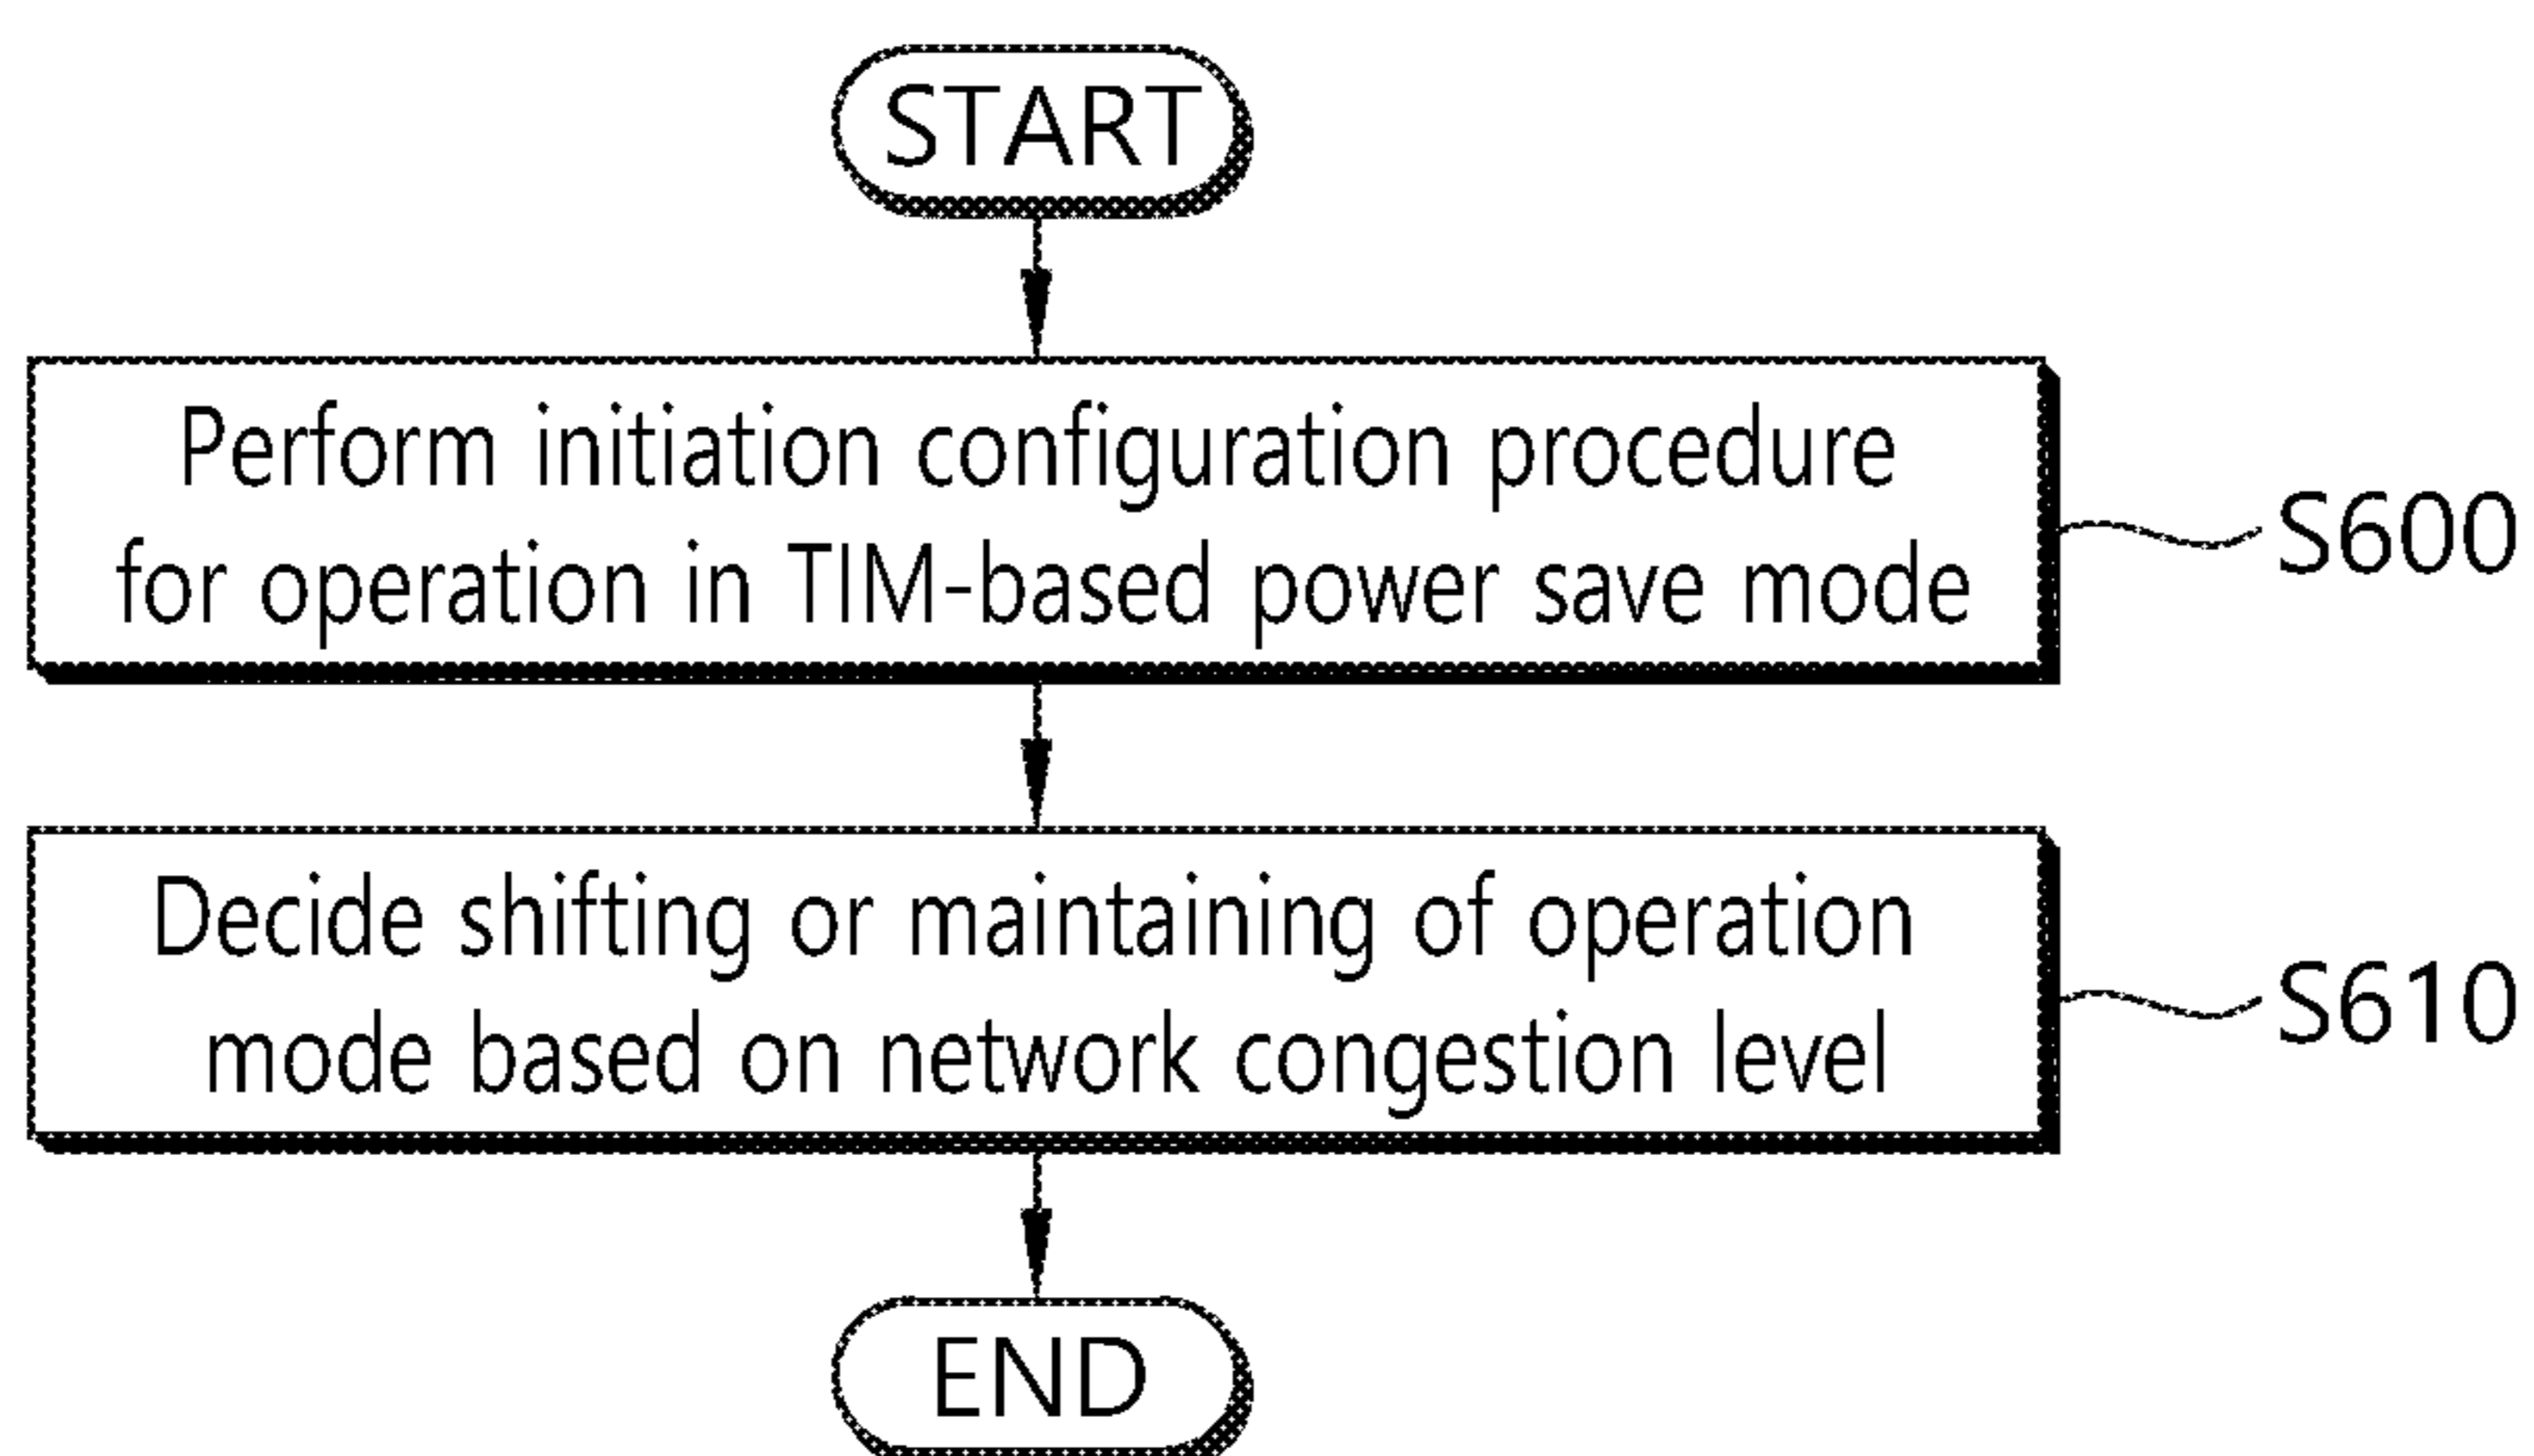 START
Perform initiation configuration procedure
for operation in TIM-based power save mode
S600
Decide shifting or maintaining of operation
mode based on network congestion level
S610
END